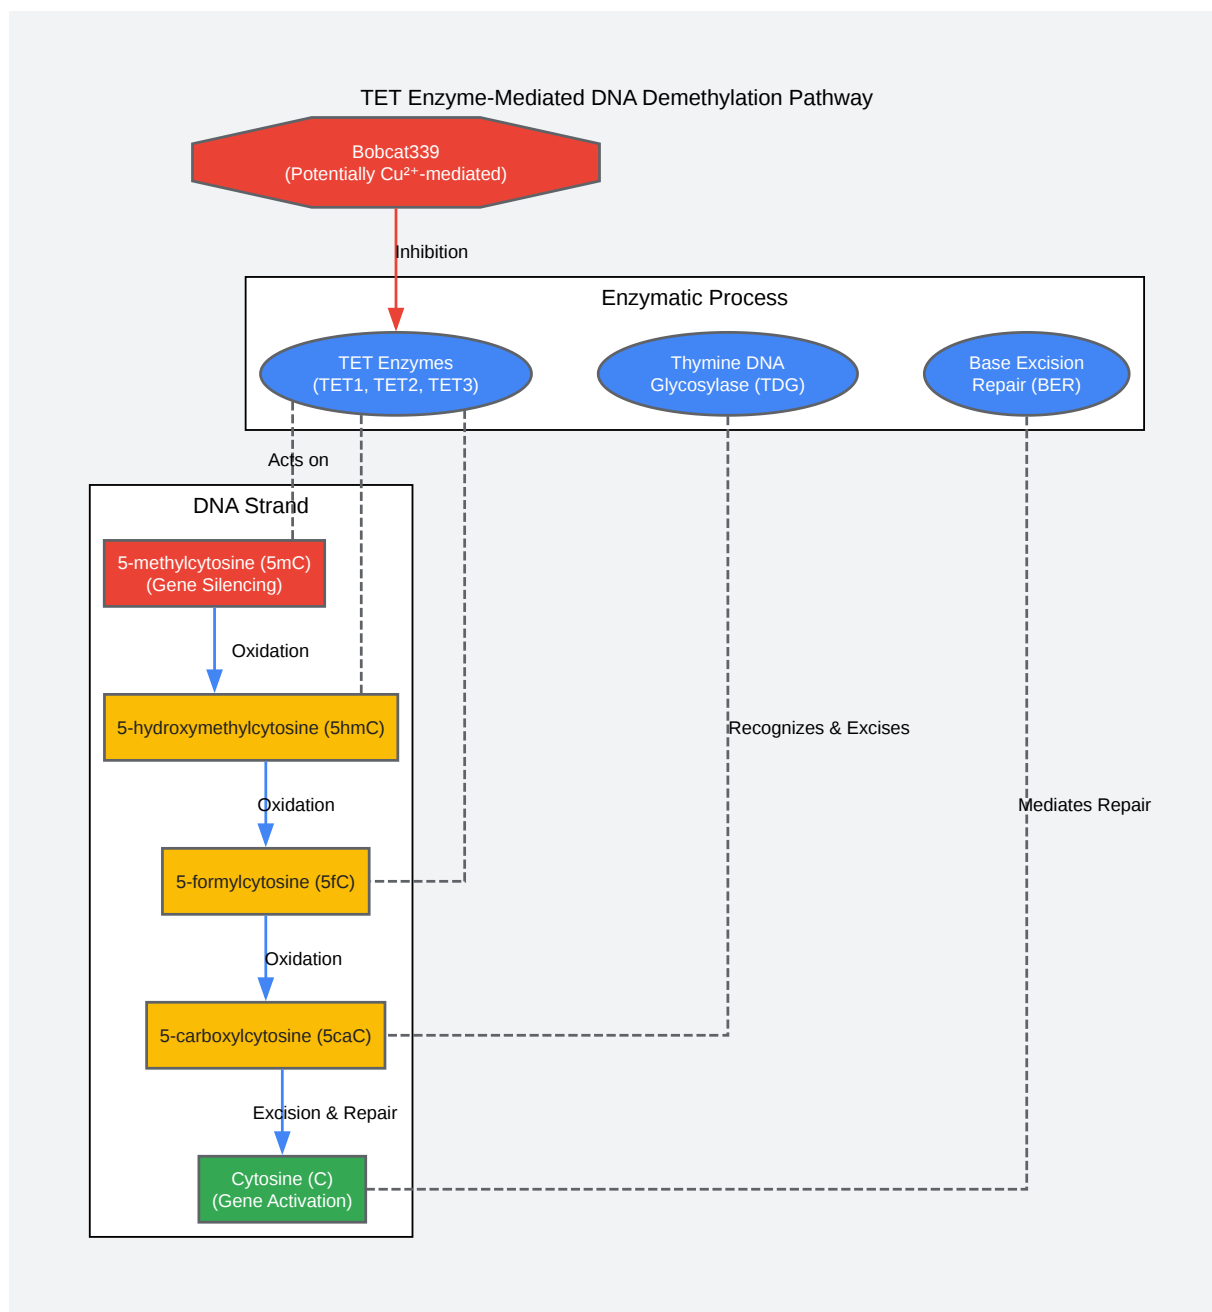 TET Enzyme-Mediated DNA Demethylation Pathway
Bobcat339
(Potentially Cu²⁺-mediated)
Inhibition
Enzymatic Process
TET Enzymes
(TET1, TET2, TET3)
Thymine DNA
Glycosylase (TDG)
Base Excision
Repair (BER)
Acts on
DNA Strand
5-methylcytosine (5mC)
(Gene Silencing)
Oxidation
5-hydroxymethylcytosine (5hmC)
Recognizes & Excises
Oxidation
Mediates Repair
5-formylcytosine (5fC)
Oxidation
5-carboxylcytosine (5caC)
Excision & Repair
Cytosine (C)
(Gene Activation)